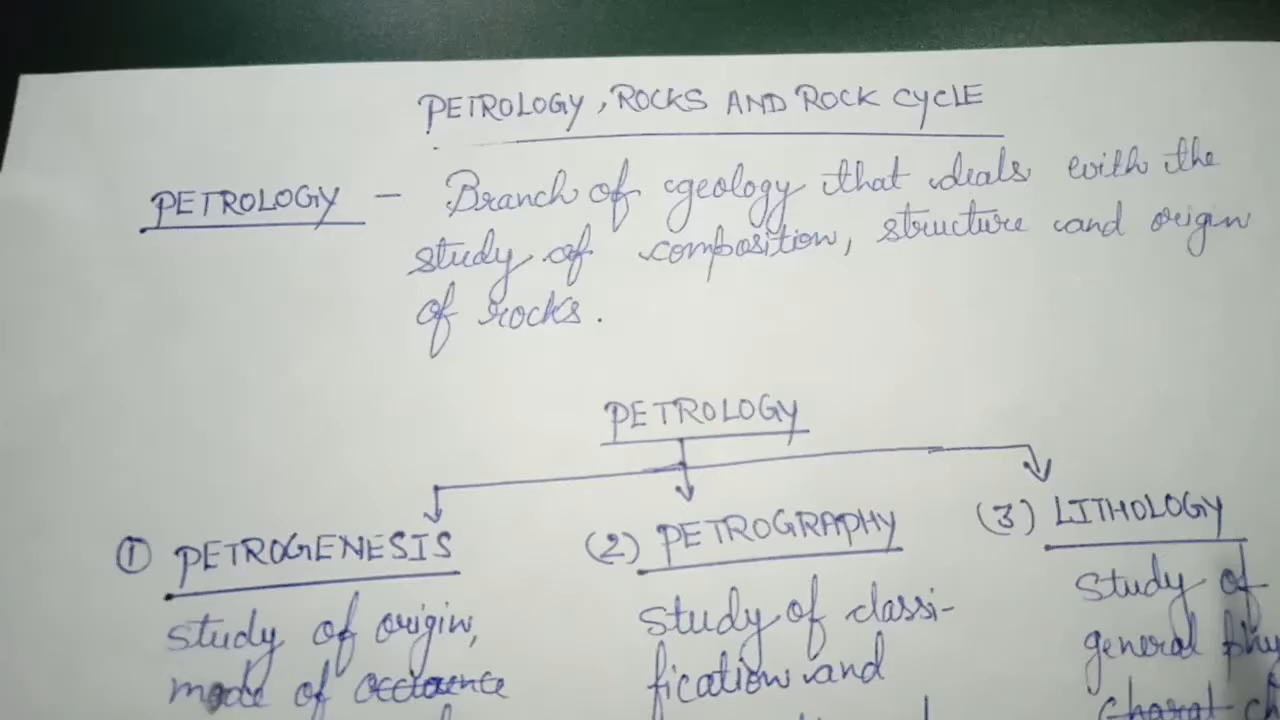 PETROLOGY, ROCKS AND ROCK CYCLE
PETROLOGY - Branch of geology that deals with the
study of composition, structure and origin
of rocks.
PETROLOGY
① PETROGENESIS
study of origin,
mode of
(2) PETROGRAPHY
study of classi-
fication and
(3) LITHOLOGY
Study of
general